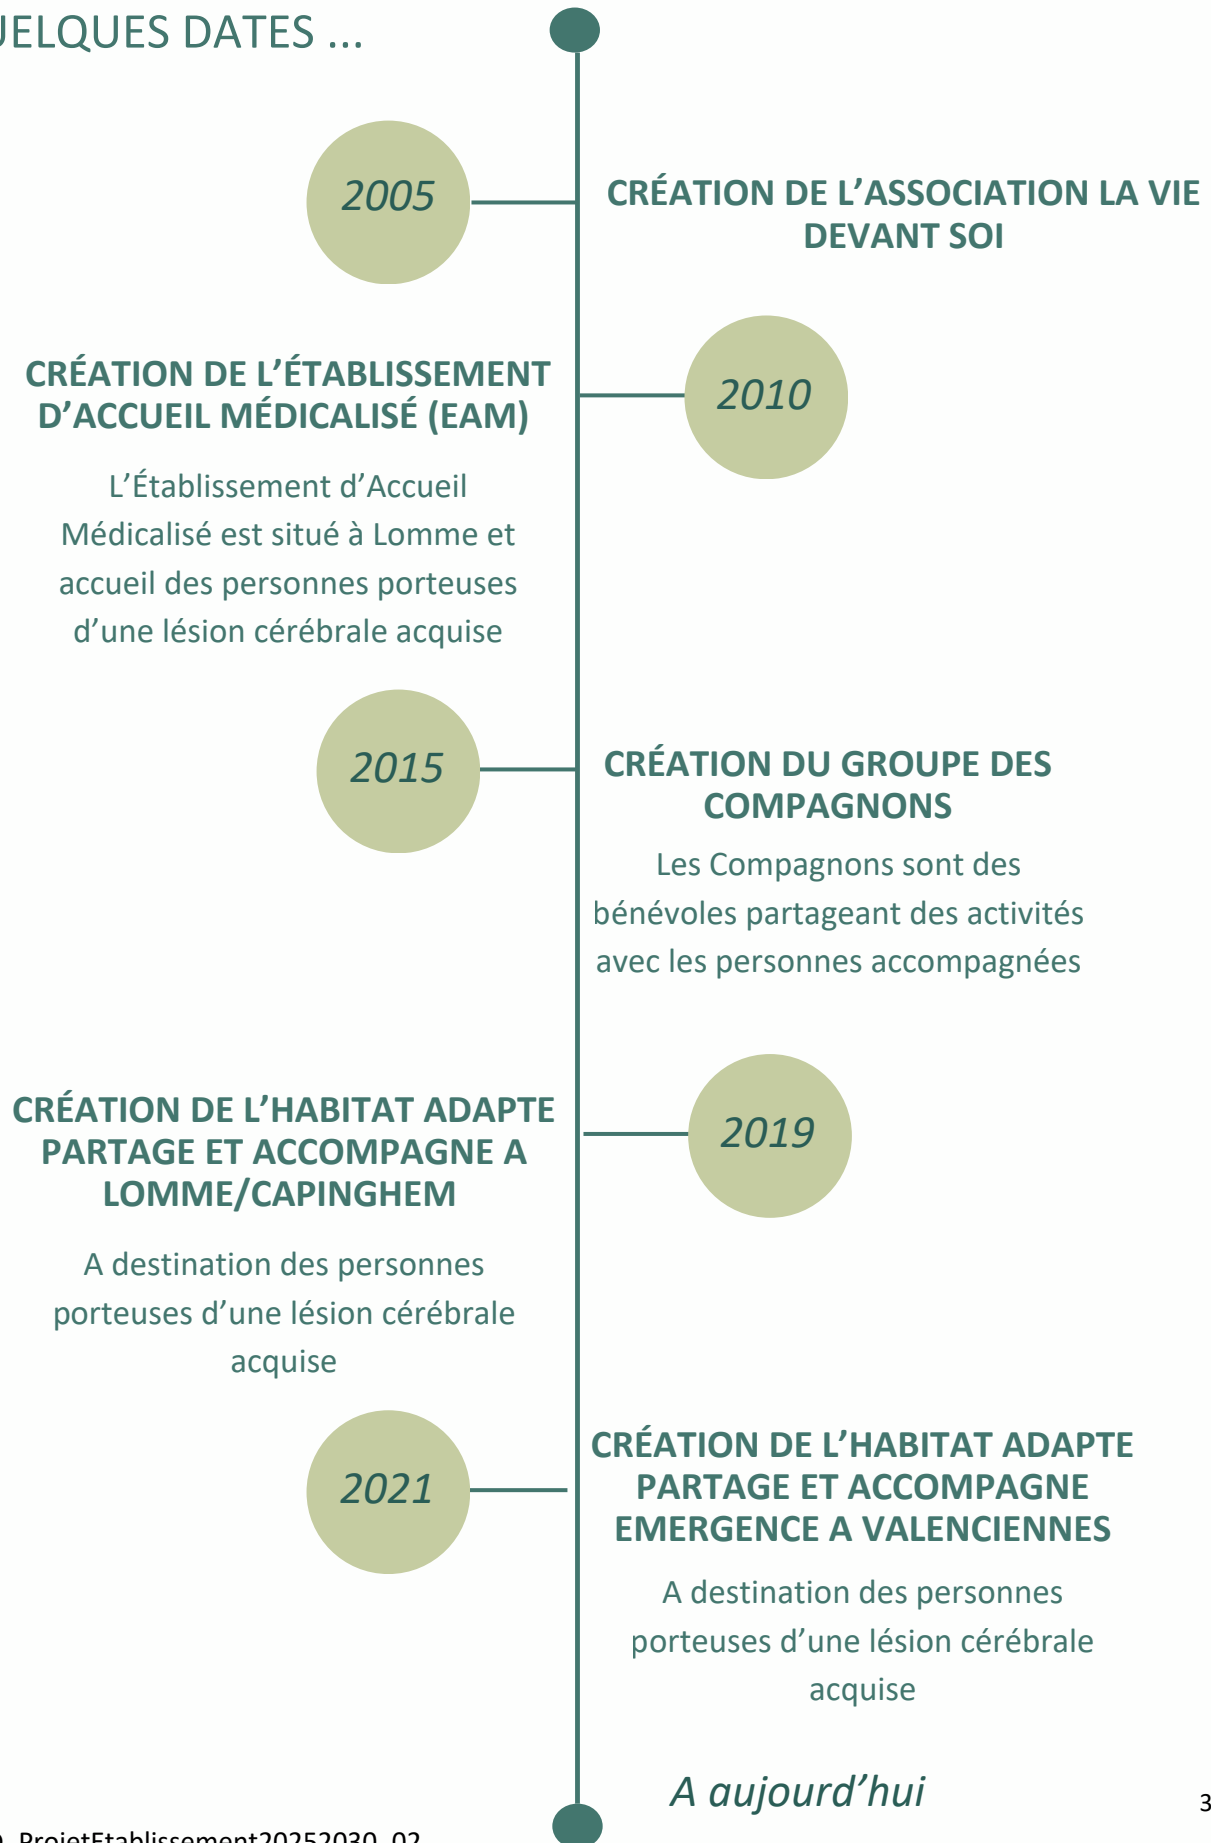 UELQUES DATES ...
2005
CRÉATION DE L’ASSOCIATION LA VIE
DEVANT SOI
2010
CRÉATION DE L’ÉTABLISSEMENT
D’ACCUEIL MÉDICALISÉ (EAM)
L’Établissement d’Accueil
Médicalisé est situé à Lomme et
accueil des personnes porteuses
d’une lésion cérébrale acquise
2015
CRÉATION DU GROUPE DES
COMPAGNONS
Les Compagnons sont des
bénévoles partageant des activités
avec les personnes accompagnées
2019
CRÉATION DE L’HABITAT ADAPTE
PARTAGE ET ACCOMPAGNE A
LOMME/CAPINGHEM
A destination des personnes
porteuses d’une lésion cérébrale
acquise
2021
CRÉATION DE L’HABITAT ADAPTE
PARTAGE ET ACCOMPAGNE
EMERGENCE A VALENCIENNES
A destination des personnes
porteuses d’une lésion cérébrale
acquise
A aujourd’hui
3
_ProjetEtablissement20252030_02